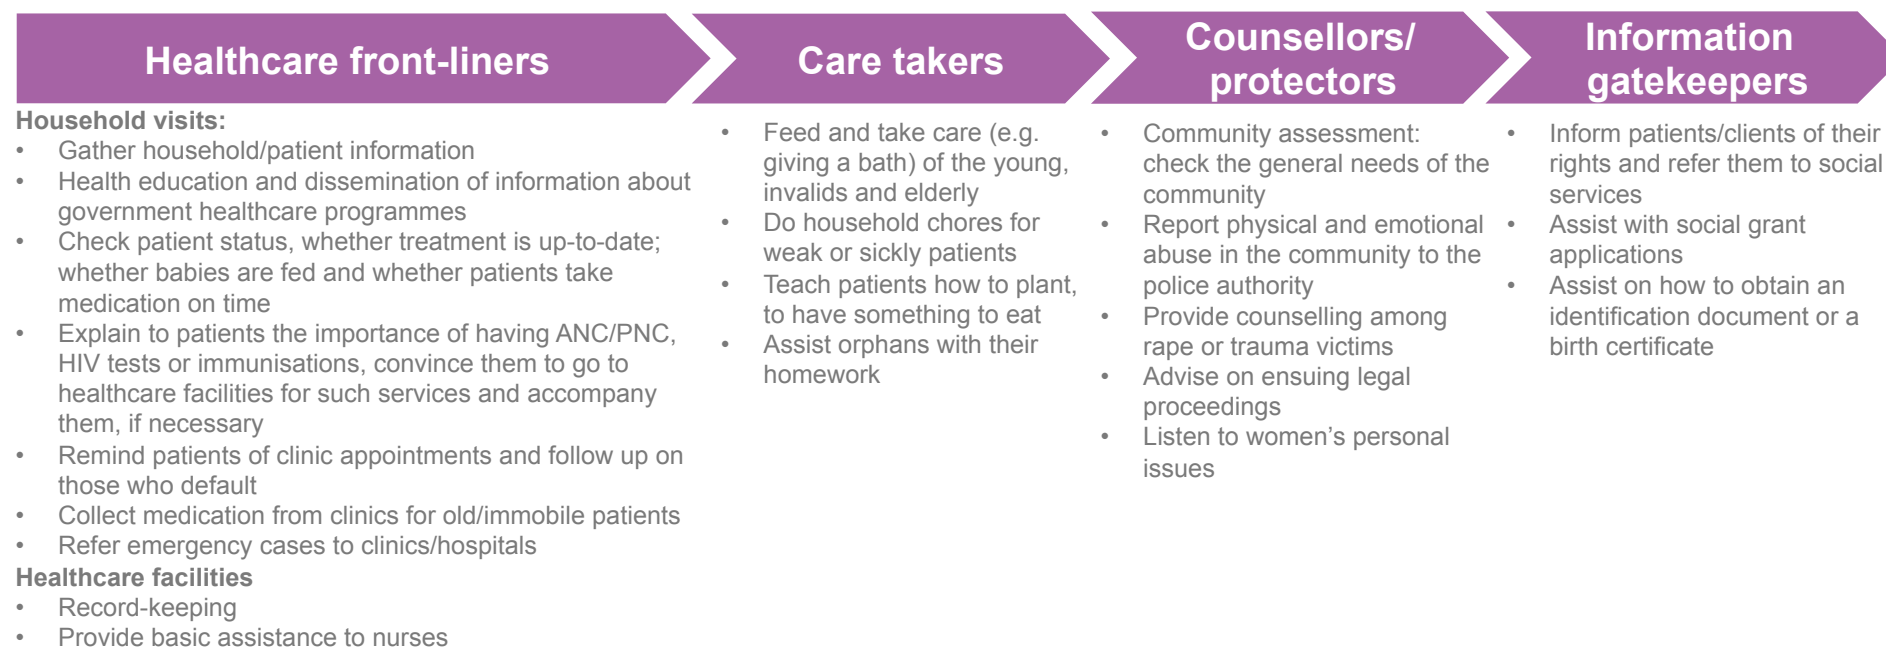 Healthcare front-liners
Household visits:
• Gather household/patient information
• Health education and dissemination of information about
government healthcare programmes
• Check patient status, whether treatment is up-to-date;
whether babies are fed and whether patients take
medication on time
• Explain to patients the importance of having ANC/PNC,
HIV tests or immunisations, convince them to go to
healthcare facilities for such services and accompany
them, if necessary
• Remind patients of clinic appointments and follow up on
those who default
• Collect medication from clinics for old/immobile patients
• Refer emergency cases to clinics/hospitals
Healthcare facilities
• Record-keeping
• Provide basic assistance to nurses
Care takers
• Feed and take care (e.g.
giving a bath) of the young,
invalids and elderly
• Do household chores for
weak or sickly patients
• Teach patients how to plant,
to have something to eat
• Assist orphans with their
homework
Counsellors/
protectors
• Community assessment:
check the general needs of the
community
• Report physical and emotional
abuse in the community to the
police authority
• Provide counselling among
rape or trauma victims
• Advise on ensuing legal
proceedings
• Listen to women’s personal
issues
Information
gatekeepers
• Inform patients/clients of their
rights and refer them to social
services
• Assist with social grant
applications
• Assist on how to obtain an
identification document or a
birth certificate